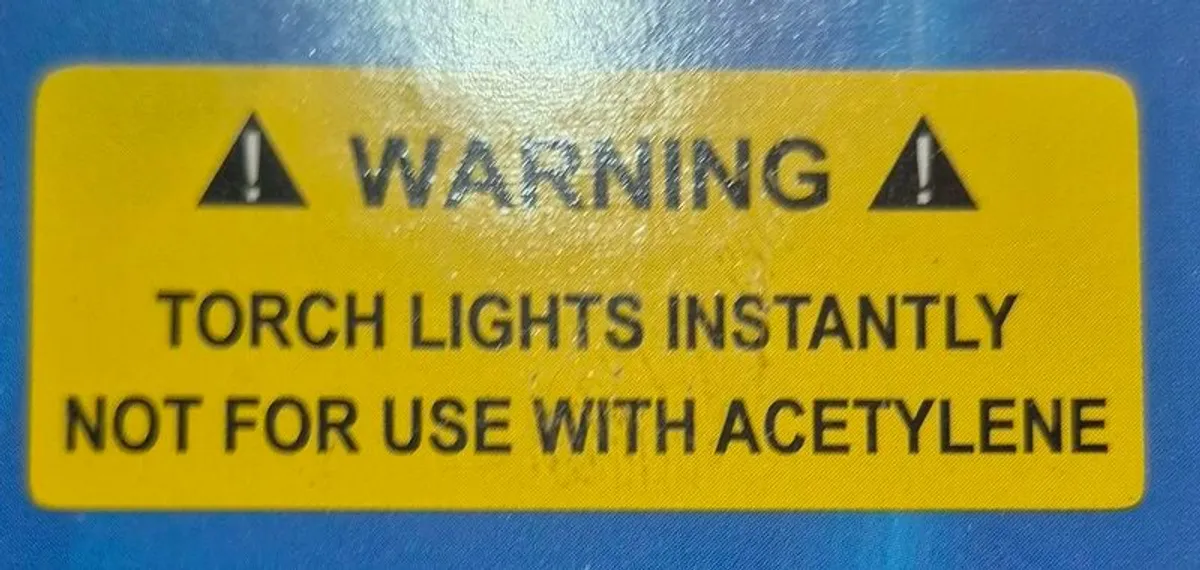 WARNING
TORCH LIGHTS INSTANTLY
NOT FOR USE WITH ACETYLENE